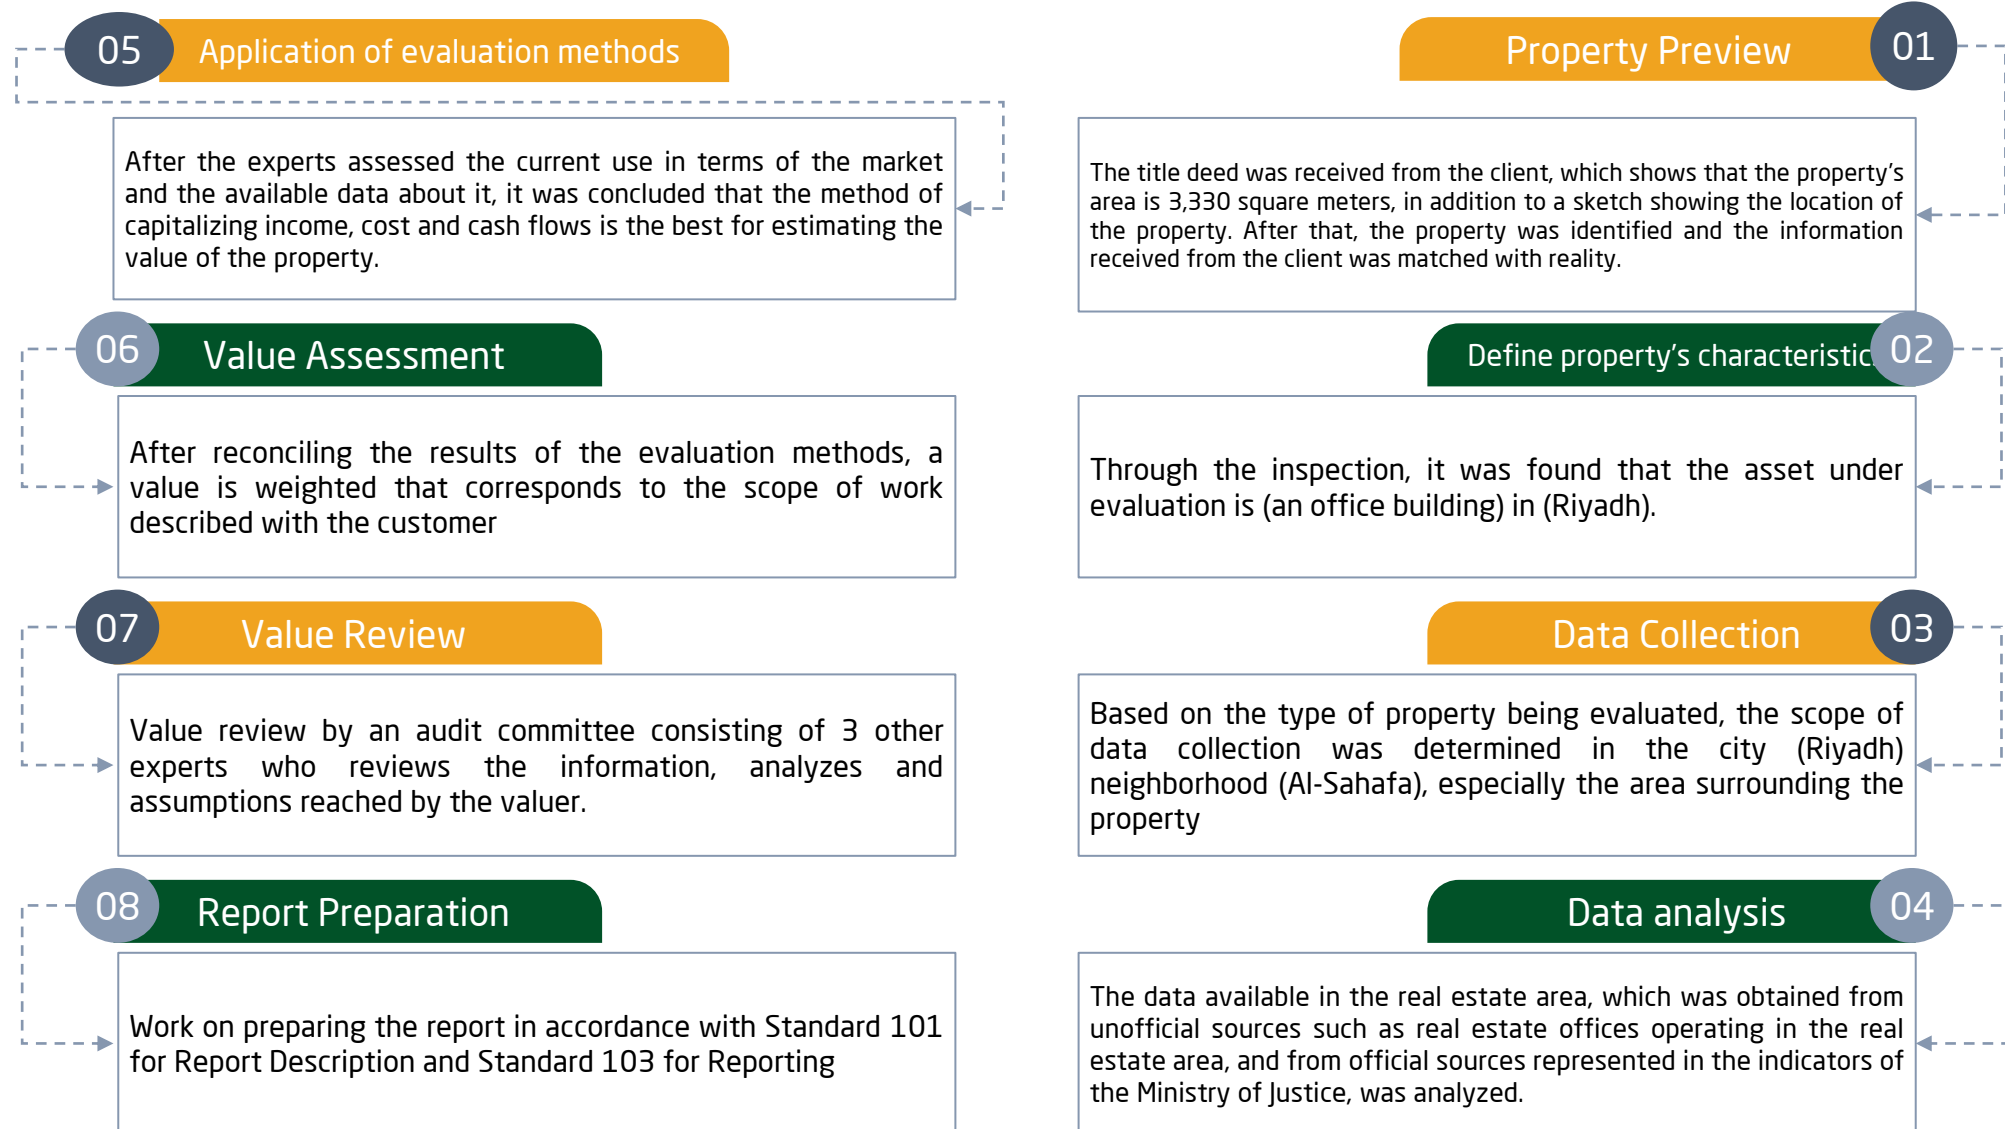 01
Property Preview
The title deed was received from the client, which shows that the property's
area is 3,330 square meters, in addition to a sketch showing the location of
the property. After that, the property was identified and the information
received from the client was matched with reality.
02
Define property's characteristic
Through the inspection, it was found that the asset under
evaluation is (an office building) in (Riyadh).
03
Data Collection
Based on the type of property being evaluated, the scope of
data collection was determined in the city (Riyadh)
neighborhood (Al-Sahafa), especially the area surrounding the
property
04
Data analysis
The data available in the real estate area, which was obtained from
unofficial sources such as real estate offices operating in the real
estate area, and from official sources represented in the indicators of
the Ministry of Justice, was analyzed.
05
Application of evaluation methods
After the experts assessed the current use in terms of the market
and the available data about it, it was concluded that the method of
capitalizing income, cost and cash flows is the best for estimating the
value of the property.
06
Value Assessment
After reconciling the results of the evaluation methods, a
value is weighted that corresponds to the scope of work
described with the customer
07
Value Review
Value review by an audit committee consisting of 3 other
experts who reviews the information, analyzes and
assumptions reached by the valuer.
08
Report Preparation
Work on preparing the report in accordance with Standard 101
for Report Description and Standard 103 for Reporting